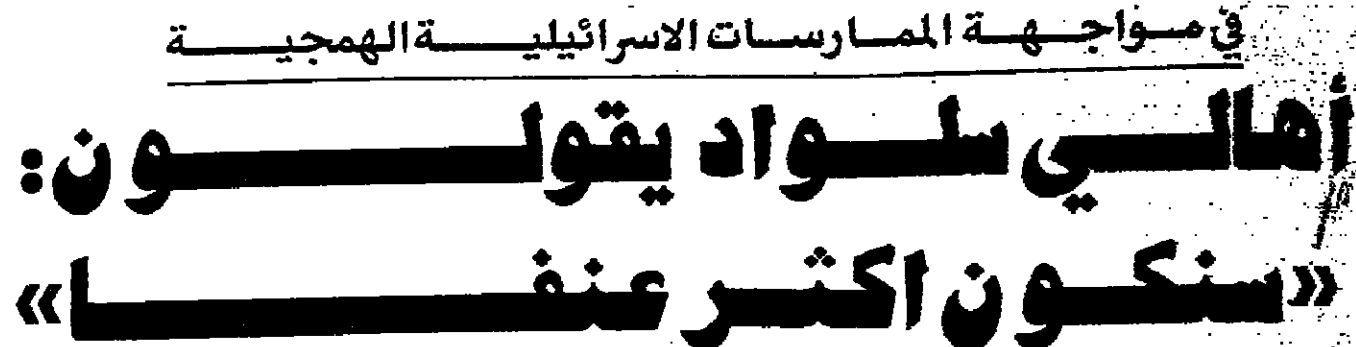 في مواجهة الممارسات الاسرائيلية الهمجية
أهالي سلواد يقولون:
«سنكون اكثر عنفا»